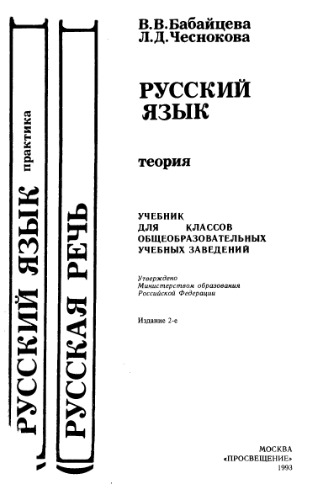 В.В.Бабайцева
Л.Д.Чеснокова
РУССКИЙ
ЯЗЫК
теория
УЧЕБНИК
ДЛЯ КЛАССОВ
ОБЩЕОБРАЗОВАТЕЛЬНЫХ
УЧЕБНЫХ ЗАВЕДЕНИЙ
Утверждено
Министерством образования
Российской Федерации
Издание 2-е
МОСКВА
«ПРОСВЕЩЕНИЕ»
1993
РУССКИЙ ЯЗЫК практика
РУССКАЯ РЕЧЬ